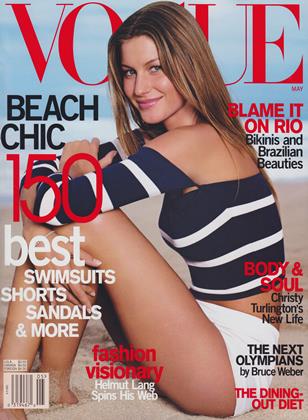 VOGUE
MAY
BEACH
CHIC
150
best
SWIMSUITS
SHORTS
SANDALS
& MORE
BLAME IT
ON RIO
Bikinis and
Brazilian
Beauties
BODY &
SOUL
Christy
Turlington's
New Life
fashion
visionary
Helmut Lang
Spins His Web
THE NEXT
OLYMPIANS
by Bruce Weber
THE DINING-
OUT DIET